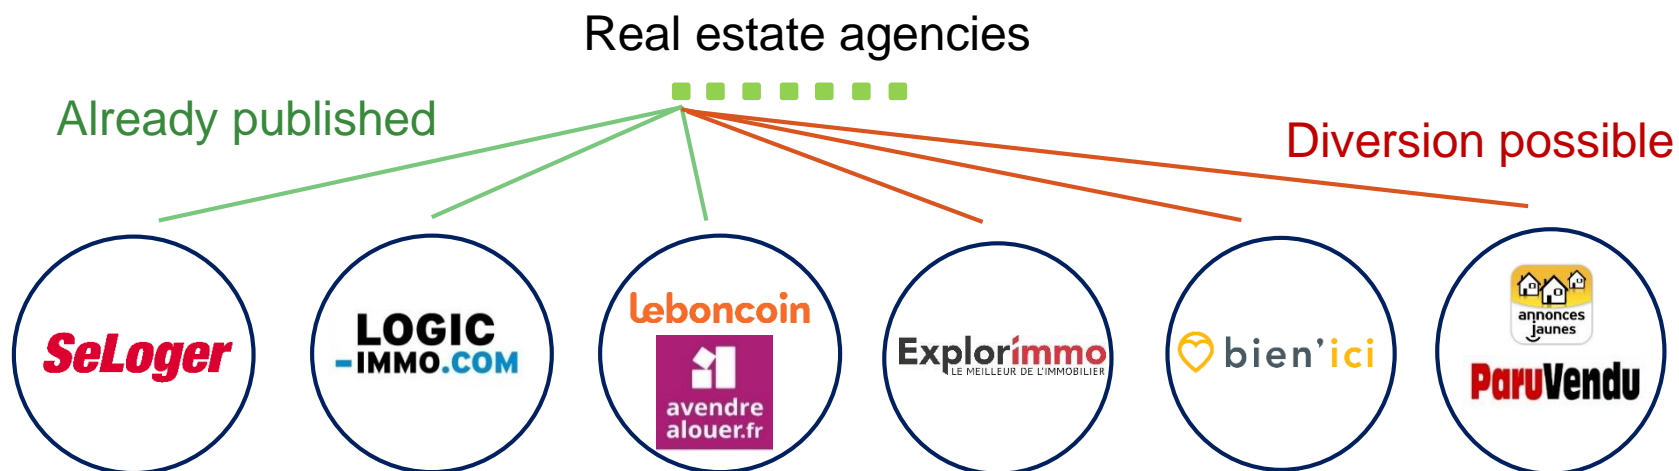 Real estate agencies
Already published
Diversion possible
SeLoger
LOGIC
-IMMO.COM
leboncoin
avendre
alouer.fr
Explorimmo
LE MEILLEUR DE L'IMMOBILIER
bien'ici
annonces
jaunes
ParuVendu